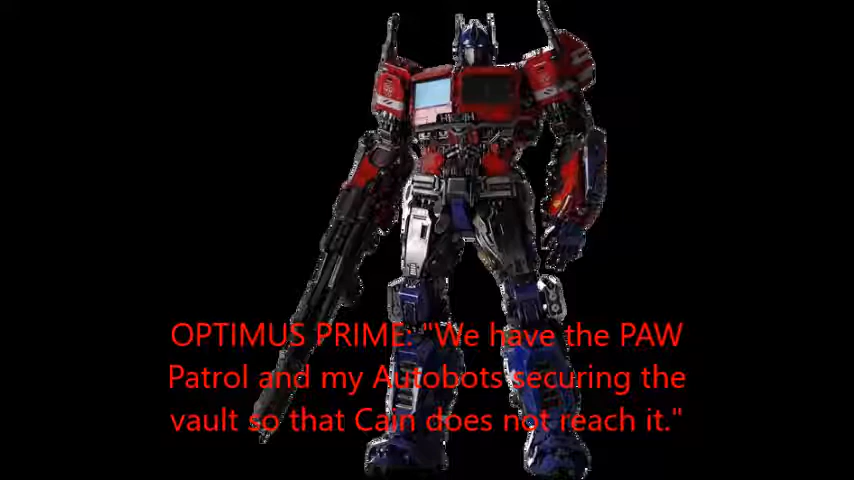 OPTIMUS PRIME: "We have the PAW
Patrol and my Autobots securing the
vault so that Cain does not reach it."